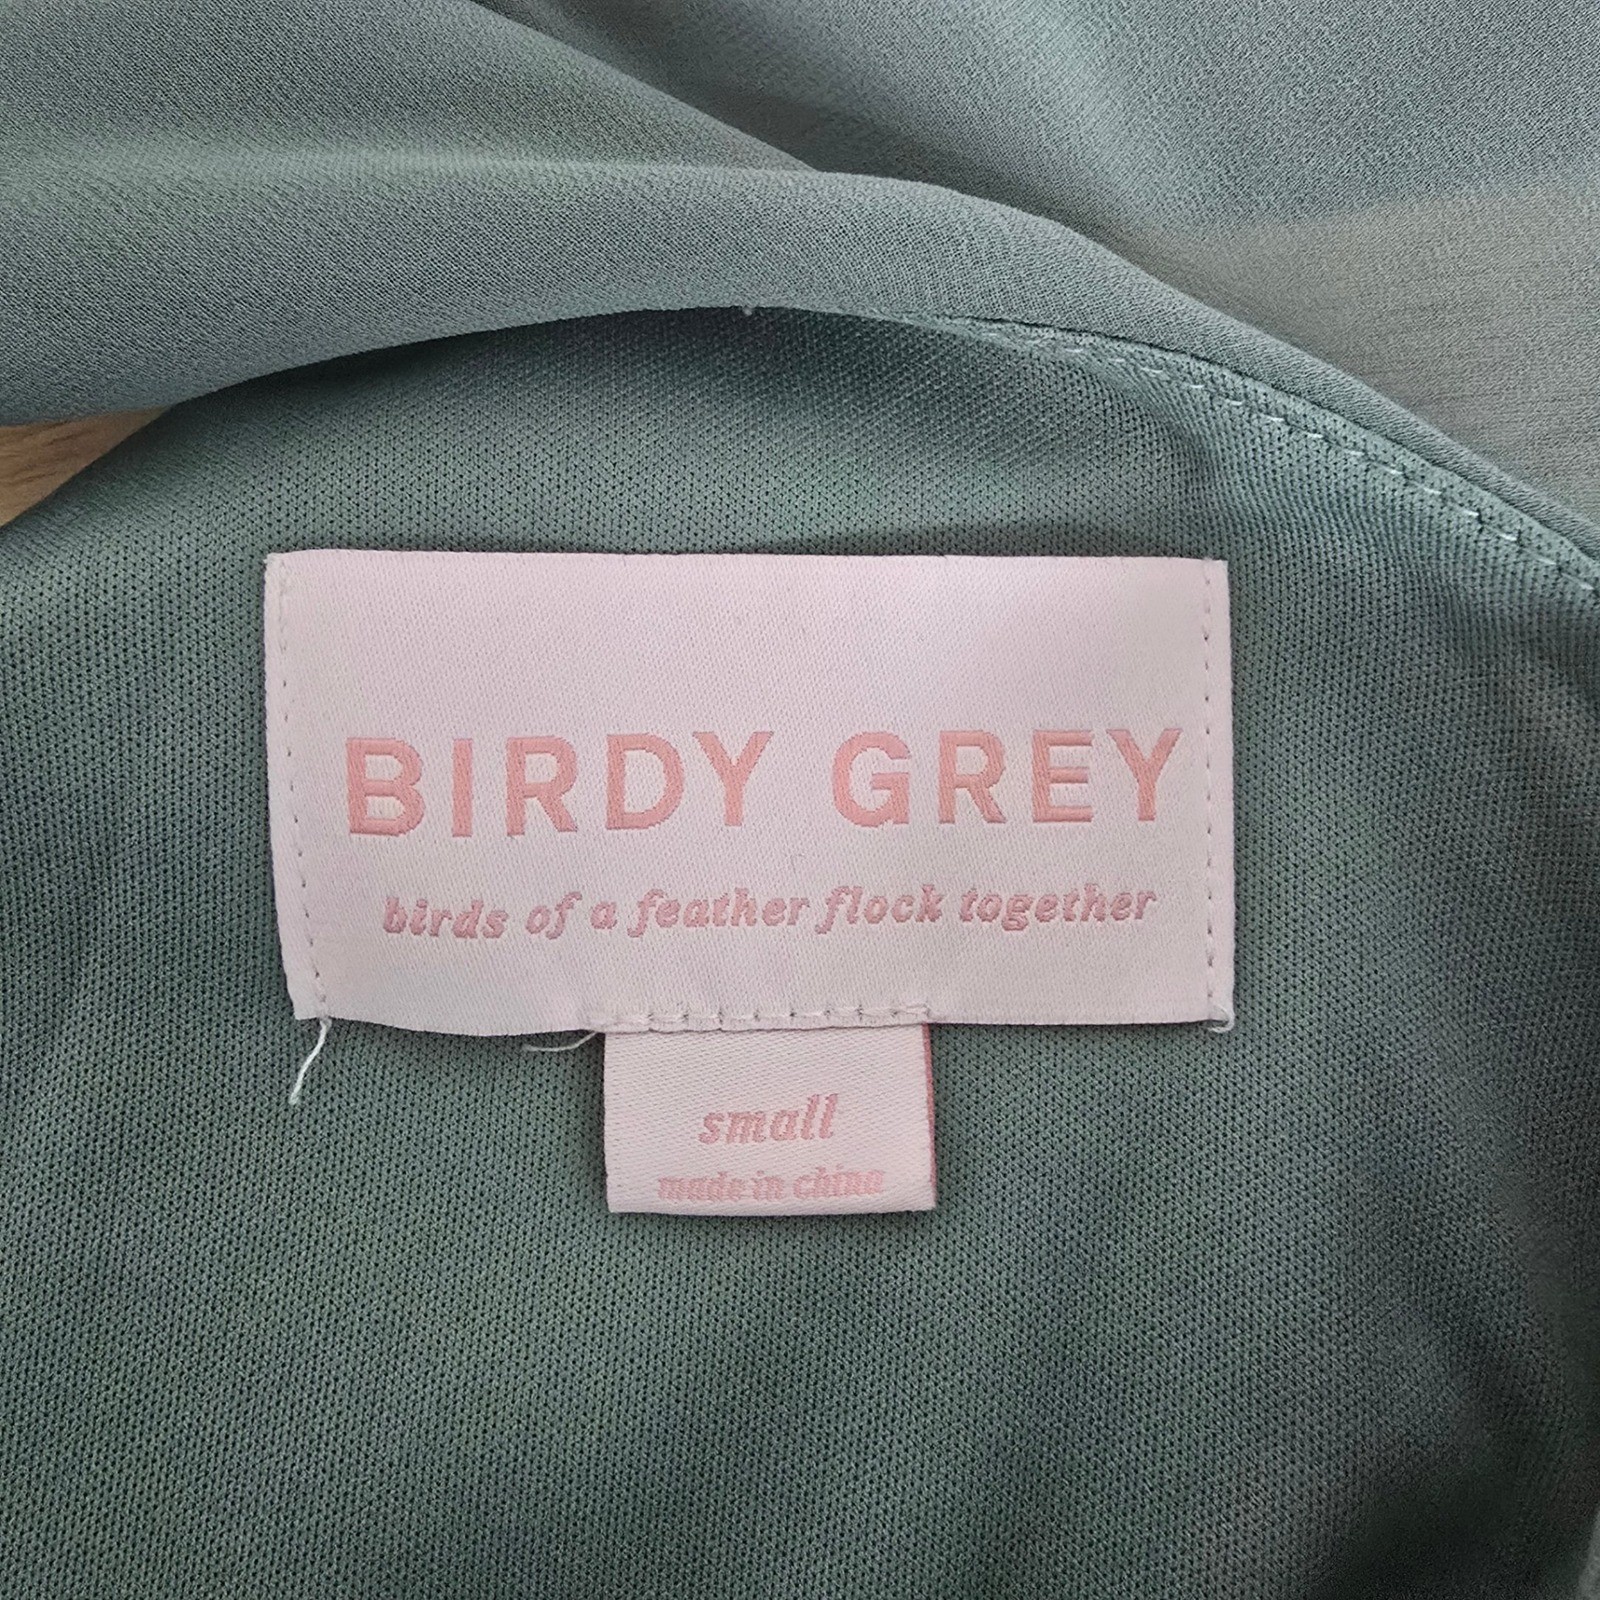 BIRDY GREY
birds of a feather flock together
small
made in china